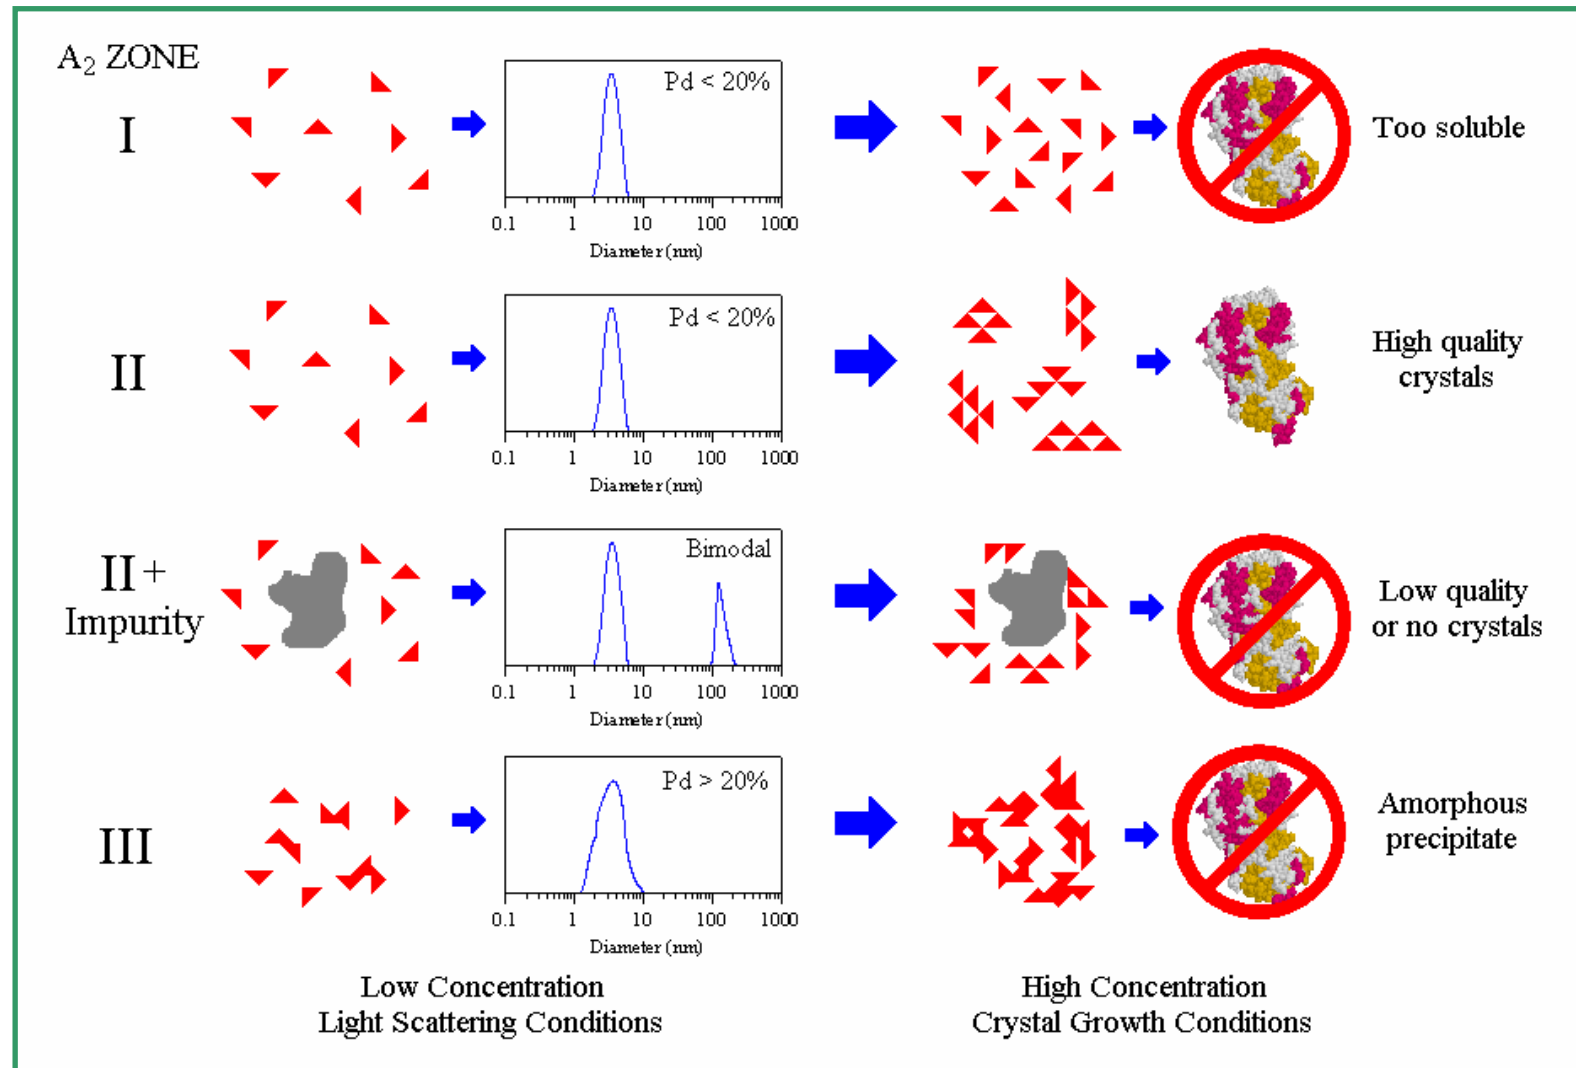 A₂ ZONE
I
Pd < 20%
0.1 1 10 100 1000
Diameter (nm)
Too soluble
II
Pd < 20%
0.1 1 10 100 1000
Diameter (nm)
High quality
crystals
II +
Impurity
Bimodal
0.1 1 10 100 1000
Diameter (nm)
Low quality
or no crystals
III
Pd > 20%
0.1 1 10 100 1000
Diameter (nm)
Amorphous
precipitate
Low Concentration
Light Scattering Conditions
High Concentration
Crystal Growth Conditions